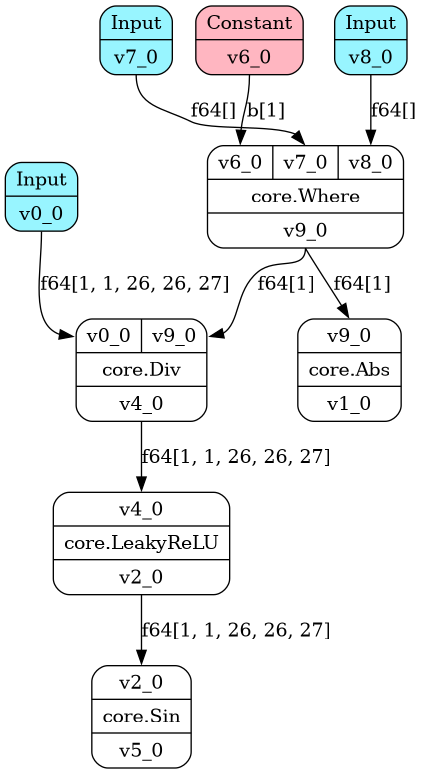 Input
v7_0
Constant
v6_0
Input
v8_0
f64[]
b[1]
f64[]
v6_0 v7_0 v8_0
core.Where
v9_0
Input
v0_0
f64[1, 1, 26, 26, 27]
f64[1]
f64[1]
v0_0 v9_0
core.Div
v4_0
v9_0
core.Abs
v1_0
f64[1, 1, 26, 26, 27]
v4_0
core.LeakyReLU
v2_0
f64[1, 1, 26, 26, 27]
v2_0
core.Sin
v5_0